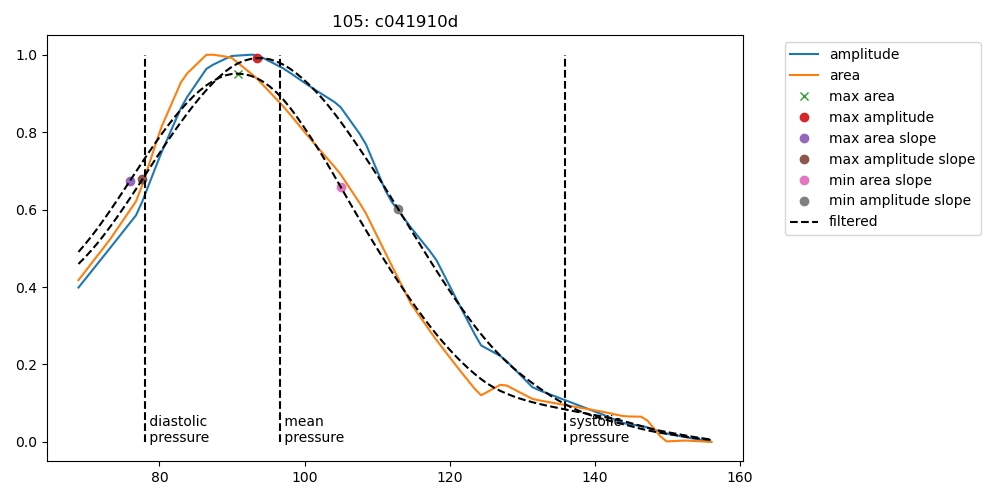 105: c041910d
1.0
0.8
0.6
0.4
0.2
0.0
80
100
120
140
160
diastolic
pressure
mean
pressure
systolic
pressure
amplitude
area
max area
max amplitude
max area slope
max amplitude slope
min area slope
min amplitude slope
filtered